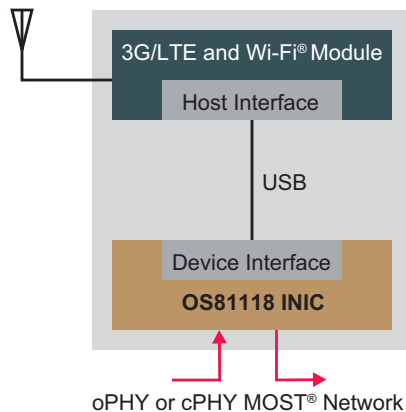 3G/LTE and Wi-Fi® Module
Host Interface
USB
Device Interface
OS81118 INIC
oPHY or cPHY MOST® Network